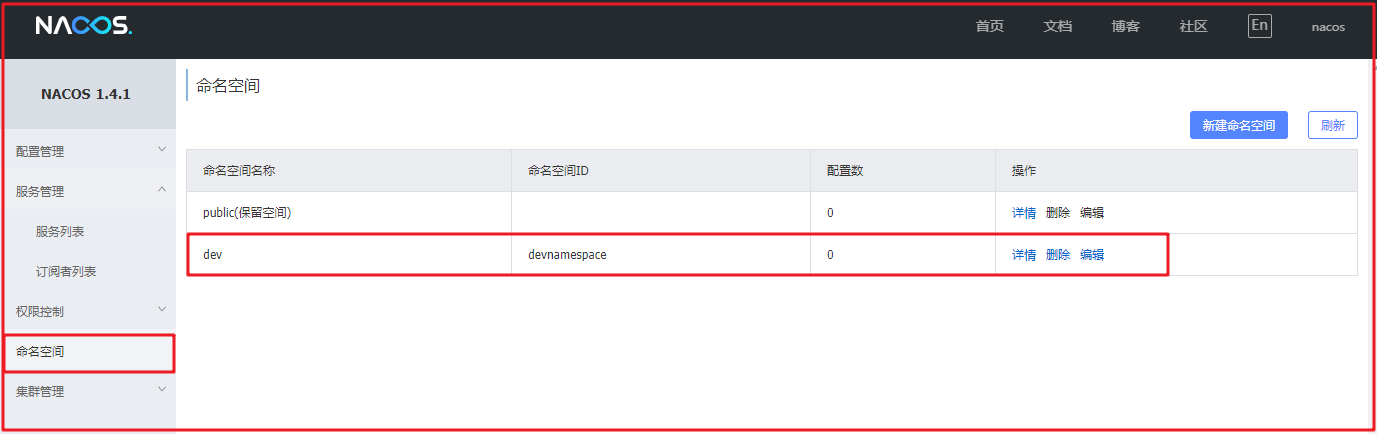 NACOS. 首页 文档 博客 社区 En nacos
NACOS 1.4.1
配置管理
服务管理
服务列表
订阅者列表
权限控制
命名空间
集群管理
命名空间
新建命名空间 刷新
命名空间名称 命名空间ID 配置数 操作
public(保留空间) 0 详情 删除 编辑
dev devnamespace 0 详情 删除 编辑